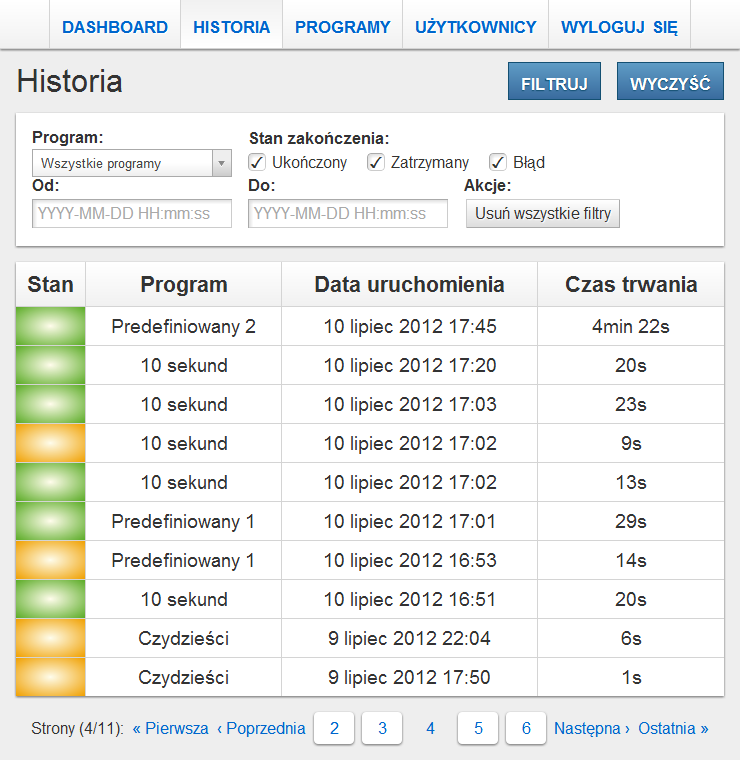 DASHBOARD HISTORIA PROGRAMY UŻYTKOWNICY WYLOGUJ SIĘ
Historia FILTRUJ WYCZYŚĆ
Program: Stan zakończenia:
Wszystkie programy Ukończony Zatrzymany Błąd
Od: Do: Akcje:
YYYY-MM-DD HH:mm:ss YYYY-MM-DD HH:mm:ss Usuń wszystkie filtry
Stan Program Data uruchomienia Czas trwania
Predefiniowany 2 10 lipiec 2012 17:45 4min 22s
10 sekund 10 lipiec 2012 17:20 20s
10 sekund 10 lipiec 2012 17:03 23s
10 sekund 10 lipiec 2012 17:02 9s
10 sekund 10 lipiec 2012 17:02 13s
Predefiniowany 1 10 lipiec 2012 17:01 29s
Predefiniowany 1 10 lipiec 2012 16:53 14s
10 sekund 10 lipiec 2012 16:51 20s
Czydzieści 9 lipiec 2012 22:04 6s
Czydzieści 9 lipiec 2012 17:50 1s
Strony (4/11): « Pierwsza ‹ Poprzednia 2 3 4 5 6 Następna › Ostatnia »